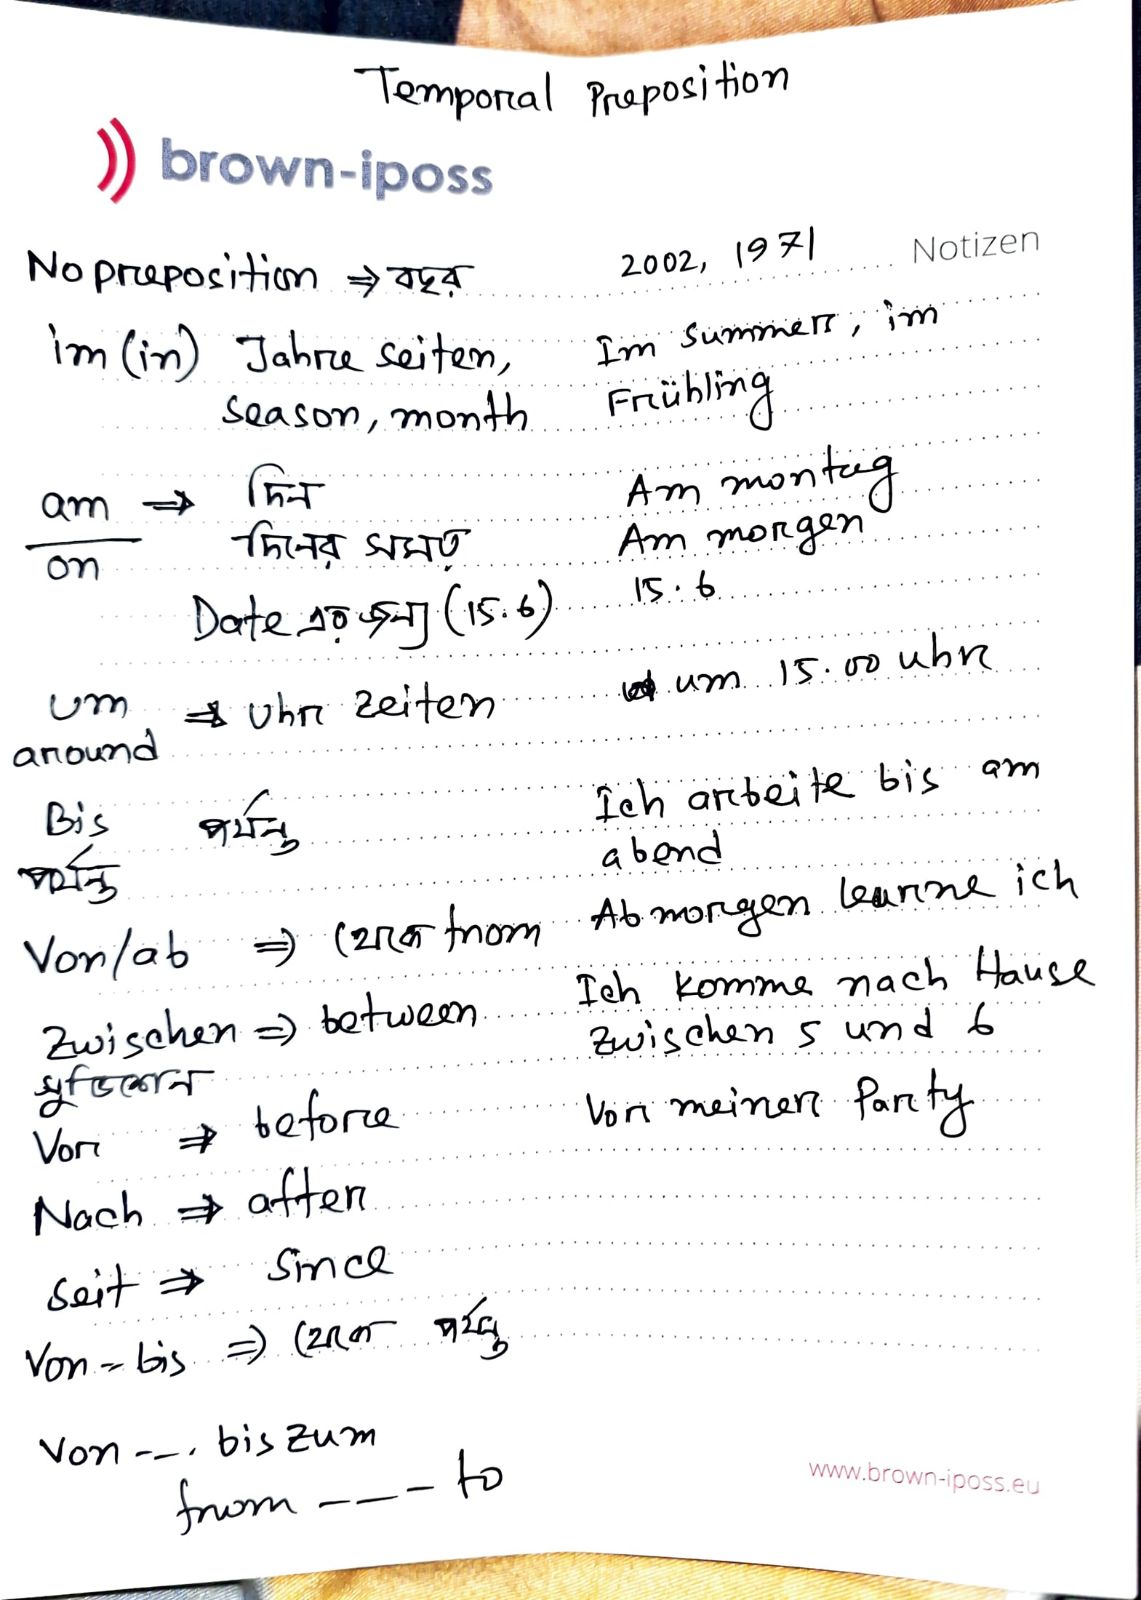 Temporal Preposition
brown-iposs
Notizen
No preposition ⇒ বছর 2002, 1971
im (in) Jahre seiten, Im summer, im
season, month Frühling
am ⇒ দিন Am montag
on দিনের সময় Am morgen
Date এর জন্য (15.6) 15.6
um ⇒ Uhr zeiten um 15.00 uhr
around
Bis পর্যন্ত Ich arbeite bis am
পর্যন্ত abend
Von/ab ⇒ থেকে from Ab morgen learne ich
Zwischen ⇒ between Ich komme nach Hause
zwischen 5 und 6
Vor ⇒ before Vor meiner Party
Nach ⇒ after
seit ⇒ Since
Von - bis ⇒ থেকে পর্যন্ত
Von --. bis zum
from --- to
www.brown-iposs.eu